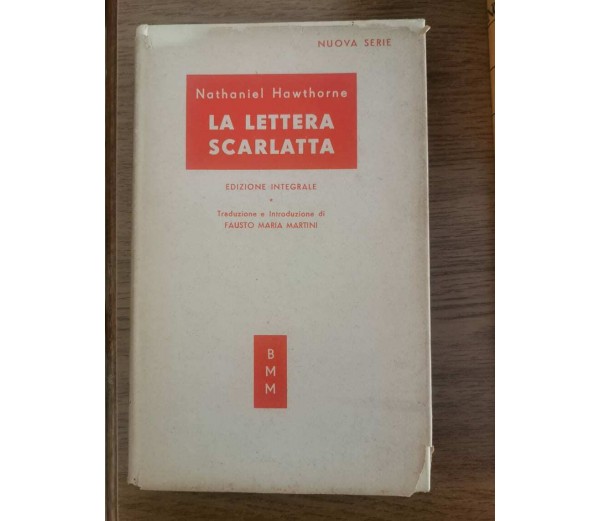 NUOVA SERIE
Nathaniel Hawthorne
LA LETTERA
SCARLATTA
EDIZIONE INTEGRALE
Traduzione e Introduzione di
FAUSTO MARIA MARTINI
B
M
M